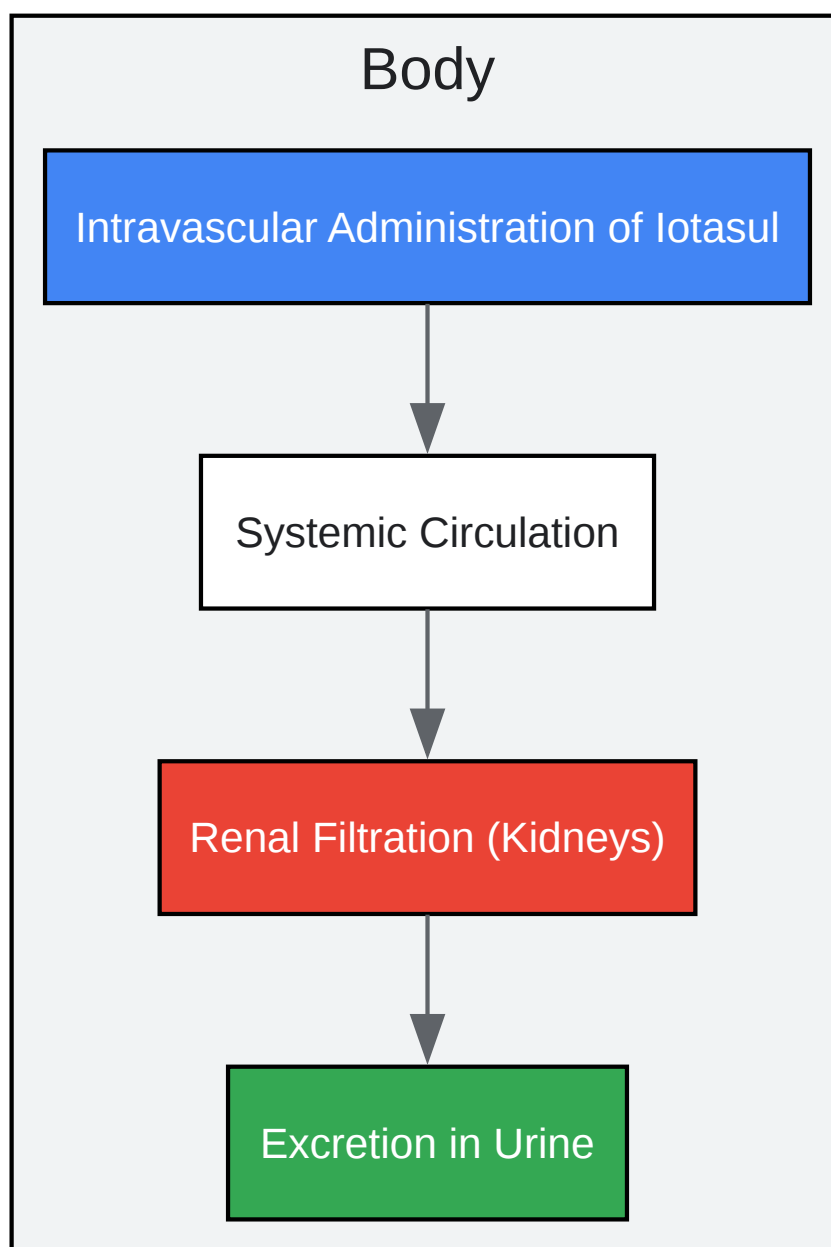 Body
Intravascular Administration of Iotasul
Systemic Circulation
Renal Filtration (Kidneys)
Excretion in Urine